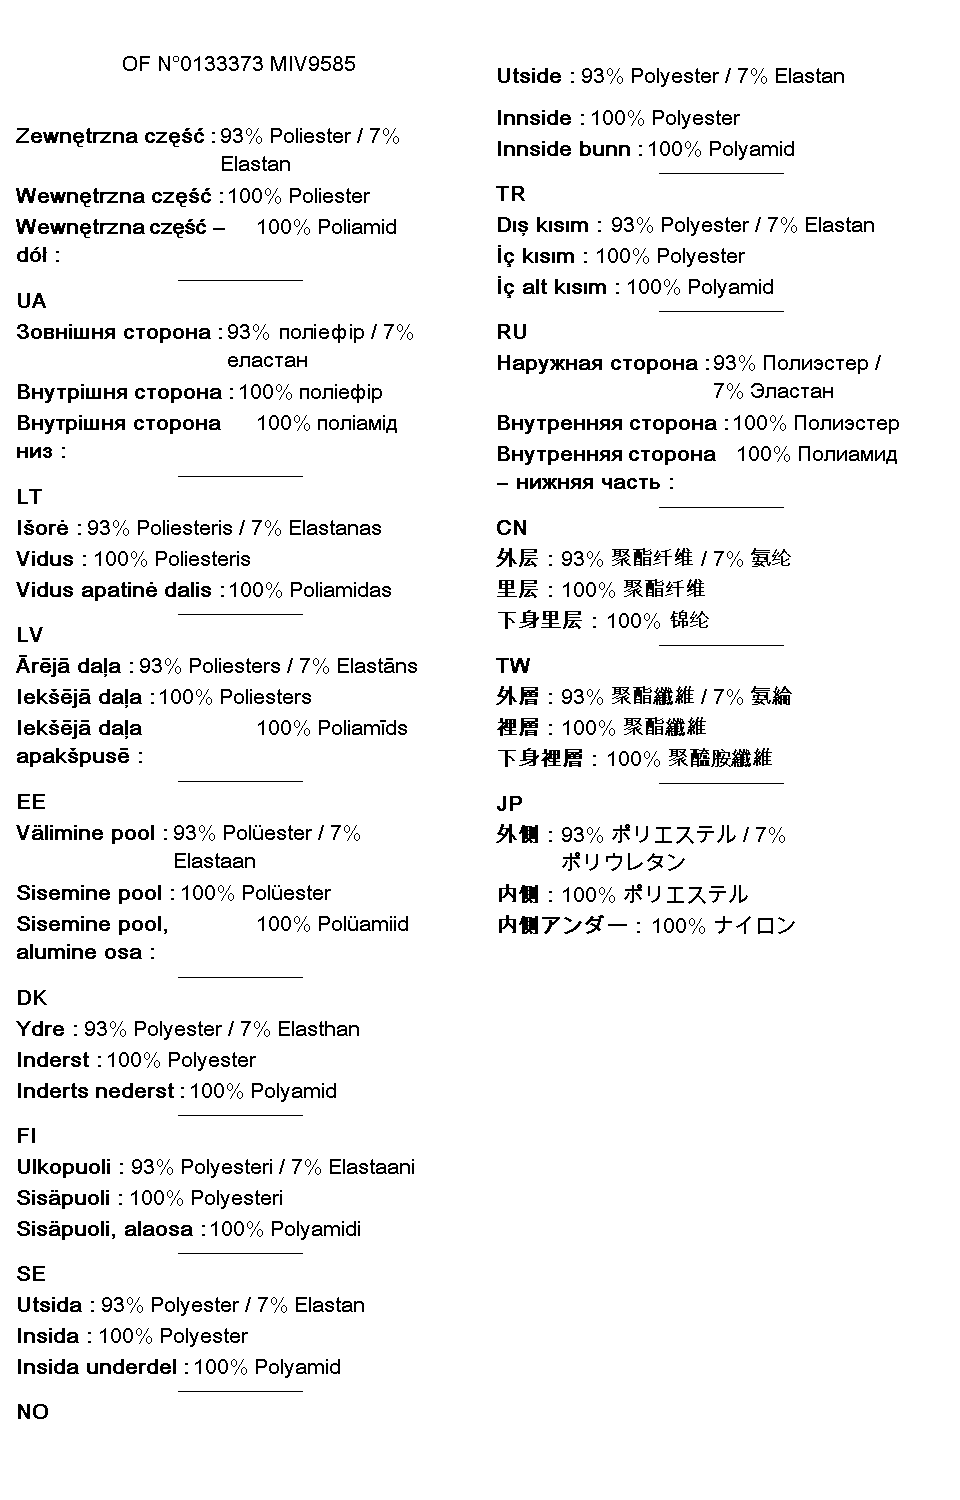 OF N°0133373 MIV9585
Zewnętrzna część : 93% Poliester / 7%
Elastan
Wewnętrzna część : 100% Poliester
Wewnętrzna część – 100% Poliamid
dół :
UA
Зовнішня сторона : 93% поліефір / 7%
еластан
Внутрішня сторона : 100% поліефір
Внутрішня сторона 100% поліамід
низ :
LT
Išorė : 93% Poliesteris / 7% Elastanas
Vidus : 100% Poliesteris
Vidus apatinė dalis : 100% Poliamidas
LV
Ārējā daļa : 93% Poliesters / 7% Elastāns
Iekšējā daļa : 100% Poliesters
Iekšējā daļa 100% Poliamīds
apakšpusē :
EE
Välimine pool : 93% Polüester / 7%
Elastaan
Sisemine pool : 100% Polüester
Sisemine pool, 100% Polüamiid
alumine osa :
DK
Ydre : 93% Polyester / 7% Elasthan
Inderst : 100% Polyester
Inderts nederst : 100% Polyamid
FI
Ulkopuoli : 93% Polyesteri / 7% Elastaani
Sisäpuoli : 100% Polyesteri
Sisäpuoli, alaosa : 100% Polyamidi
SE
Utsida : 93% Polyester / 7% Elastan
Insida : 100% Polyester
Insida underdel : 100% Polyamid
NO
Utside : 93% Polyester / 7% Elastan
Innside : 100% Polyester
Innside bunn : 100% Polyamid
TR
Dış kısım : 93% Polyester / 7% Elastan
İç kısım : 100% Polyester
İç alt kısım : 100% Polyamid
RU
Наружная сторона : 93% Полиэстер /
7% Эластан
Внутренняя сторона : 100% Полиэстер
Внутренняя сторона 100% Полиамид
– нижняя часть :
CN
外层 : 93% 聚酯纤维 / 7% 氨纶
里层 : 100% 聚酯纤维
下身里层 : 100% 锦纶
TW
外層 : 93% 聚酯纖維 / 7% 氨綸
裡層 : 100% 聚酯纖維
下身裡層 : 100% 聚醯胺纖維
JP
外側 : 93% ポリエステル / 7%
ポリウレタン
内側 : 100% ポリエステル
内側アンダー : 100% ナイロン